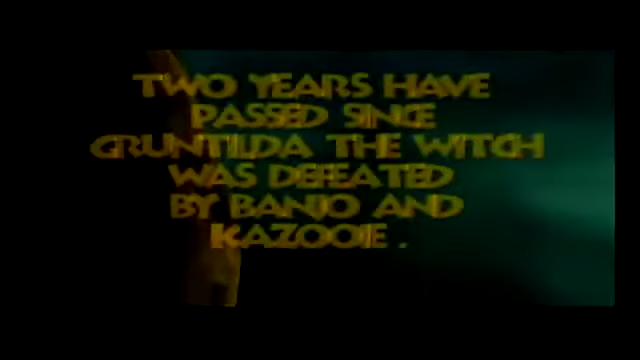 TWO YEARS HAVE
PASSED SINCE
GRUNTILDA THE WITCH
WAS DEFEATED
BY BANJO AND
KAZOOIE.